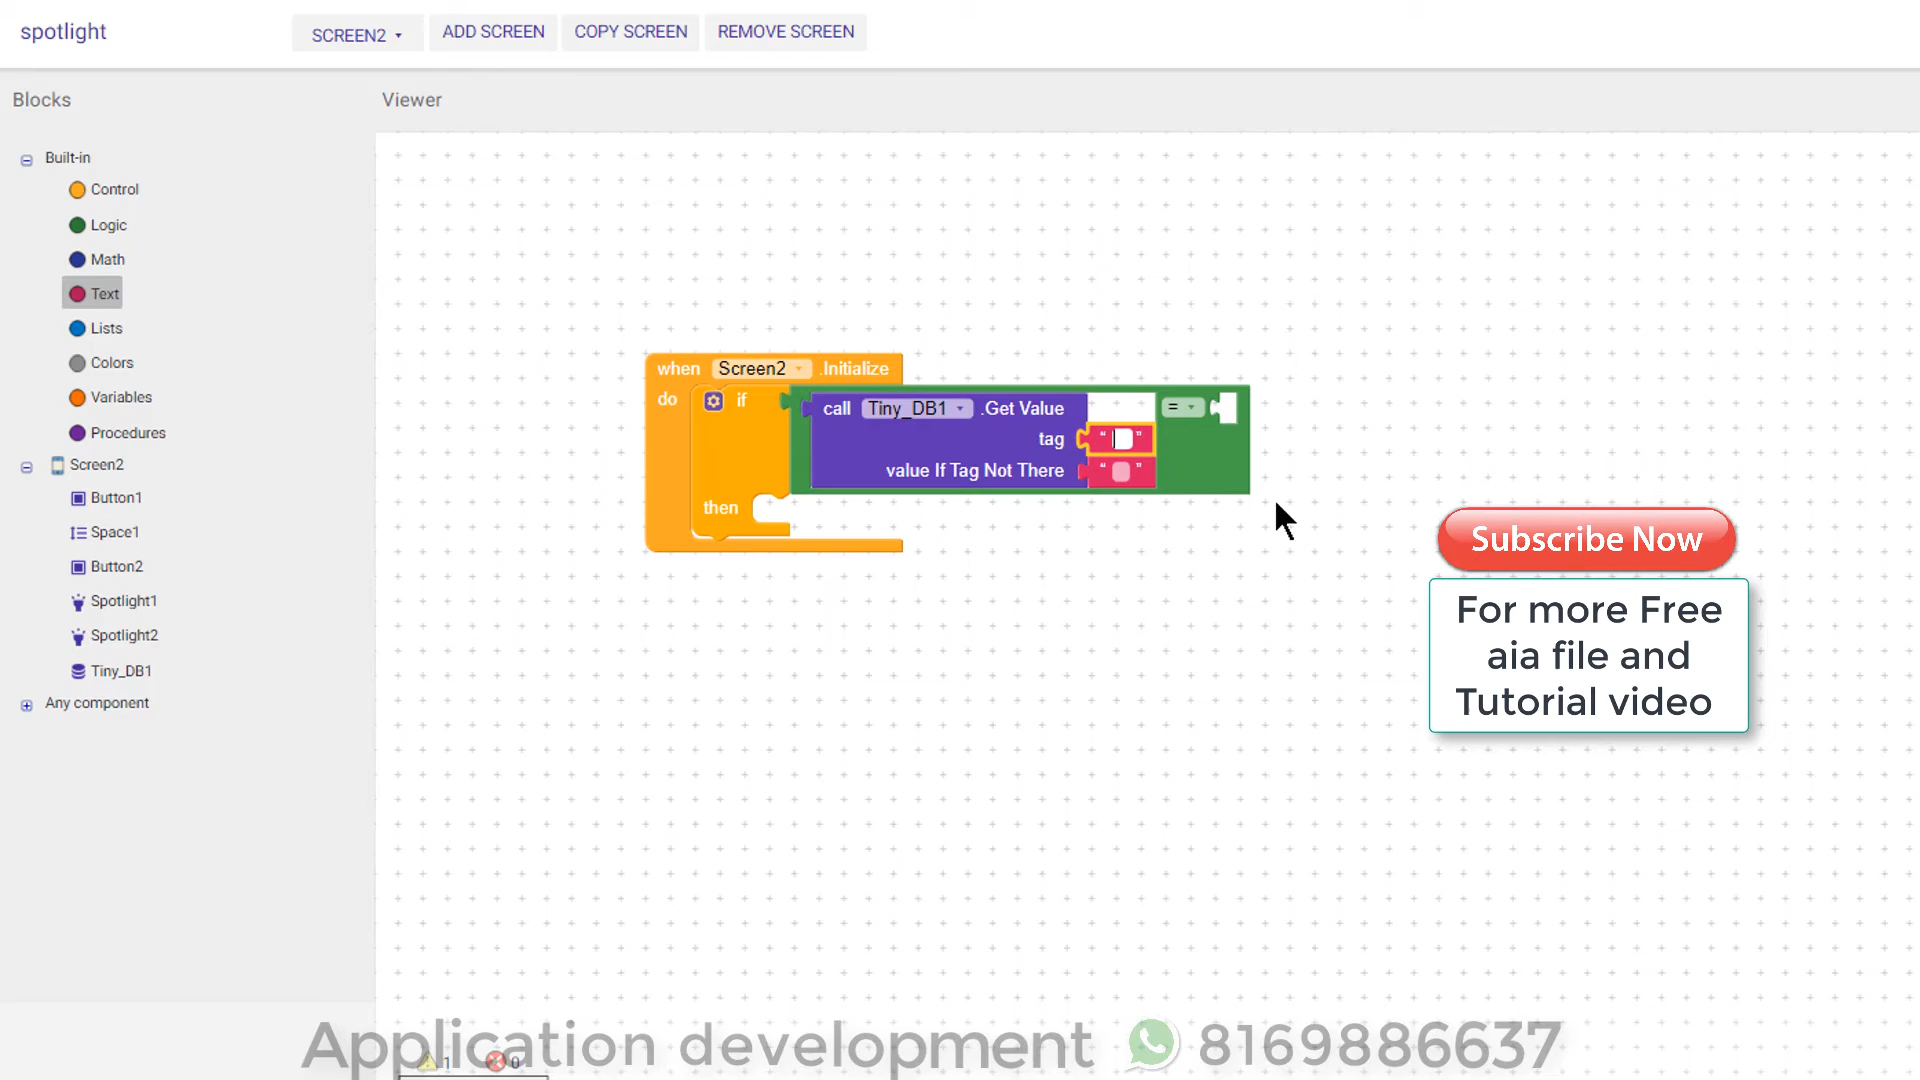 spotlight
SCREEN2
ADD SCREEN
COPY SCREEN
REMOVE SCREEN
Blocks
Viewer
Built-in
Control
Logic
Math
Text
Lists
Colors
Variables
Procedures
Screen2
Button1
Space1
Button2
Spotlight1
Spotlight2
Tiny_DB1
Any component
when Screen2 .Initialize
do if call Tiny_DB1 .Get Value =
tag " "
value If Tag Not There " "
then
Subscribe Now
For more Free
aia file and
Tutorial video
Application development 8169886637
1 0